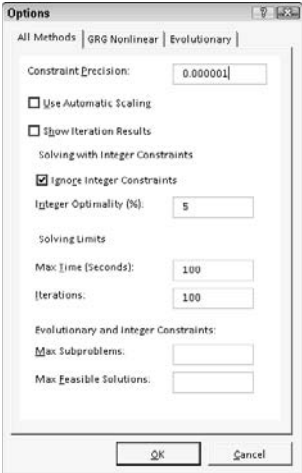 Options
All Methods GRG Nonlinear Evolutionary
Constraint Precision: 0.000001
Use Automatic Scaling
Show Iteration Results
Solving with Integer Constraints
Ignore Integer Constraints
Integer Optimality (%): 5
Solving Limits
Max Time (Seconds): 100
Iterations: 100
Evolutionary and Integer Constraints:
Max Subproblems:
Max Feasible Solutions:
OK Cancel